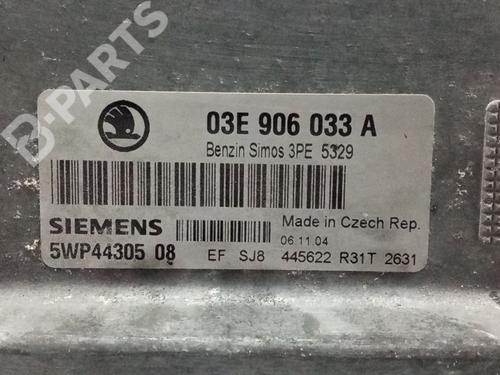 B-PARTS
03E 906 033 A
Benzin Simos 3PE 5329
SIEMENS
Made in Czech Rep.
06.11.04
5WP44305 08
EF SJ8 445622 R31T 2631